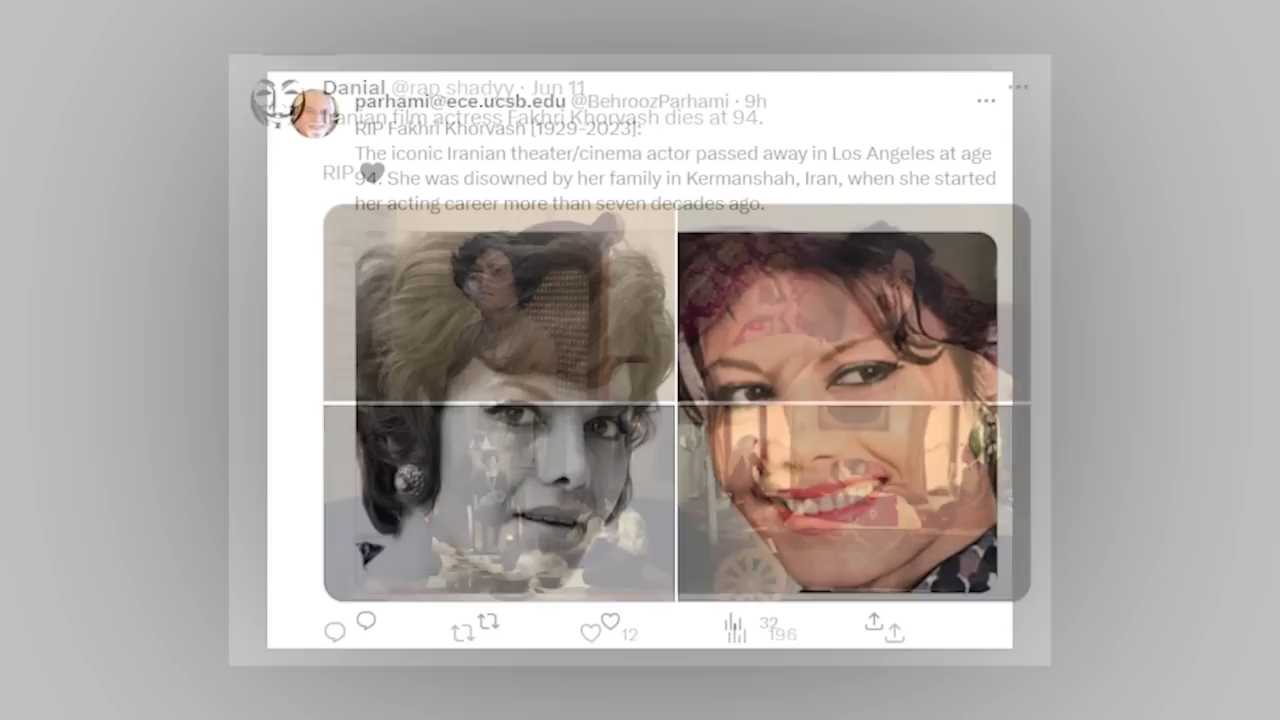 Danial @rap_shadyy · Jun 11
parhami@ece.ucsb.edu @BehroozParhami · 9h
Iranian film actress Fakhri Khorvash dies at 94.
RIP Fakhri Khorvash [1929-2023]:
The iconic Iranian theater/cinema actor passed away in Los Angeles at age
RIP
94. She was disowned by her family in Kermanshah, Iran, when she started
her acting career more than seven decades ago.
32
12
196